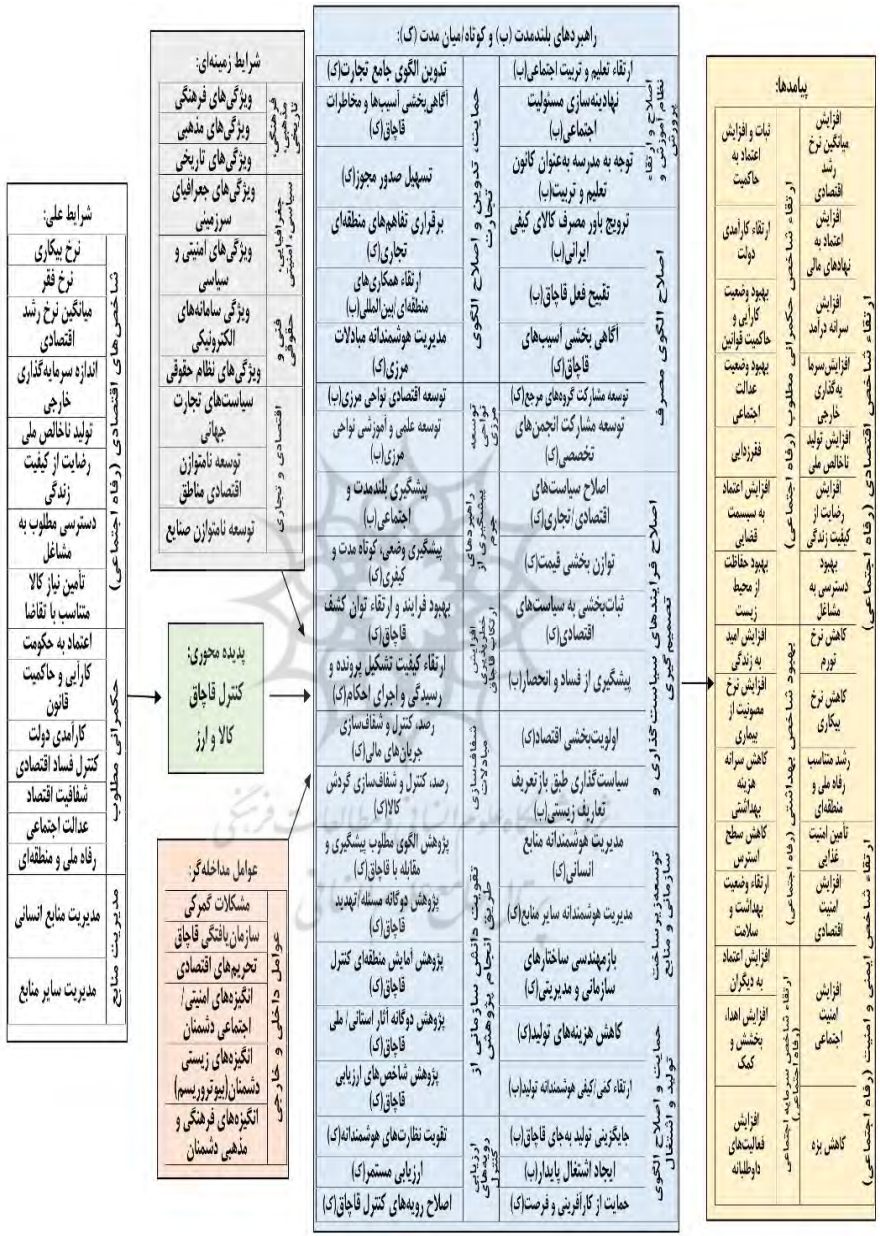 شرایط علی:
شاخص‌های اقتصادی (رفاه اجتماعی)
نرخ بیکاری
نرخ فقر
میانگین نرخ رشد
اقتصادی
اندازه سرمایه‌گذاری
خارجی
تولید ناخالص ملی
رضایت از کیفیت
زندگی
دسترسی مطلوب به
مشاغل
تأمین نیاز کالا
متناسب با تقاضا
حکمرانی مطلوب
اعتماد به حکومت
کارآیی و حاکمیت
قانون
کارآمدی دولت
کنترل فساد اقتصادی
شفافیت اقتصاد
عدالت اجتماعی
رفاه ملی و منطقه‌ای
مدیریت منابع
مدیریت منابع انسانی
مدیریت سایر منابع
شرایط زمینه‌ای:
فرهنگی،
مذهبی،
تاریخی
ویژگی‌های فرهنگی
ویژگی‌های مذهبی
ویژگی‌های تاریخی
جغرافیایی،
سیاسی، امنیتی
ویژگی‌های جعرافیای
سرزمینی
ویژگی‌های امنیتی و
سیاسی
فنی و
حقوقی
ویژگی سامانه‌های
الکترونیکی
ویژگی‌های نظام حقوقی
اقتصادی و تجاری
سیاست‌های تجارت
جهانی
توسعه نامتوازن
اقتصادی مناطق
توسعه نامتوازن صنایع
پدیده محوری:
کنترل قاچاق
کالا و ارز
عوامل مداخله‌گر:
عوامل داخلی و خارجی
مشکلات گمرکی
سازمان‌یافتگی قاچاق
تحریم‌های اقتصادی
انگیزه‌های امنیتی/
اجتماعی دشمنان
انگیزه‌های زیستی
دشمنان(بیوتروریسم)
انگیزه‌های فرهنگی و
مذهبی دشمنان
راهبردهای بلندمدت (ب) و کوتاه/میان مدت (ک):
اصلاح و ارتقاء
نظام آموزش و
پرورش
ارتقاء تعلیم و تربیت اجتماعی(ب)
نهادینه‌سازی مسئولیت
اجتماعی(ب)
توجه به مدرسه به‌عنوان کانون
تعلیم و تربیت(ب)
اصلاح الگوی مصرف
ترویج باور مصرف کالای کیفی
ایرانی(ب)
تقبیح فعل قاچاق(ب)
آگاهی بخشی آسیب‌های
قاچاق(ک)
توسعه مشارکت گروه‌های مرجع(ک)
توسعه مشارکت انجمن‌های
تخصصی(ک)
اصلاح فرایندهای سیاست‌گذاری و
تصمیم‌گیری
اصلاح سیاست‌های
اقتصادی/تجاری(ک)
توازن بخشی قیمت(ک)
ثبات‌بخشی به سیاست‌های
اقتصادی(ک)
پیشگیری از فساد و انحصار(ب)
اولویت‌بخشی اقتصاد(ک)
سیاست‌گذاری طبق بازتعریف
تعاریف زیستی(ب)
توسعه‌زیرساخت
سازمانی و منابع
مدیریت هوشمندانه منابع
انسانی(ک)
مدیریت هوشمندانه سایر منابع(ک)
بازمهندسی ساختارهای
سازمانی و مدیریتی(ک)
حمایت و اصلاح الگوی
تولید و اشتغال
کاهش هزینه‌های تولید(ک)
ارتقاء کمی/کیفی هوشمندانه تولید(ب)
جایگزینی تولید به‌جای قاچاق(ب)
ایجاد اشتغال پایدار(ب)
حمایت از کارآفرینی و فرصت(ک)
حمایت، تدوین و اصلاح الگوی
تجارت
تدوین الگوی جامع تجارت(ک)
آگاهی‌بخشی آسیب‌ها و مخاطرات
قاچاق(ک)
تسهیل صدور مجوز(ک)
برقراری تفاهم‌های منطقه‌ای
تجاری(ک)
ارتقاء همکاری‌های
منطقه‌ای/بین‌المللی(ب)
مدیریت هوشمندانه مبادلات
مرزی(ک)
توسعه
نواحی
مرزی
توسعه اقتصادی نواحی مرزی(ب)
توسعه علمی و آموزشی نواحی
مرزی(ب)
راهبردهای
پیشگیری از
جرم
پیشگیری بلندمدت و
اجتماعی(ب)
پیشگیری وضعی، کوتاه مدت و
کیفری(ک)
افزایش
خطرپذیری
ارتکاب قاچاق
بهبود فرایند و ارتقاء توان کشف
قاچاق(ک)
ارتقاء کیفیت تشکیل پرونده و
رسیدگی و اجرای احکام(ک)
شفاف‌سازی
مبادلات
رصد، کنترل و شفاف‌سازی
جریان‌های مالی(ک)
رصد، کنترل و شفاف‌سازی گردش
کالا(ک)
تقویت دانش سازمانی از
طریق انجام پژوهش
پژوهش الگوی مطلوب پیشگیری و
مقابله با قاچاق(ک)
پژوهش دوگانه مسئله/تهدید
قاچاق(ک)
پژوهش آمایش منطقه‌ای کنترل
قاچاق(ک)
پژوهش دوگانه آثار استانی/ملی
قاچاق(ک)
پژوهش شاخص‌های ارزیابی
قاچاق(ک)
ارزیابی
رویه‌های
کنترل
تقویت نظارت‌های هوشمندانه(ک)
ارزیابی مستمر(ک)
اصلاح رویه‌های کنترل قاچاق(ک)
پیامدها:
ارتقاء شاخص اقتصادی (رفاه اجتماعی)
افزایش
میانگین نرخ
رشد
اقتصادی
افزایش
اعتماد به
نهادهای مالی
افزایش
سرانه درآمد
افزایش‌سرما
یه‌گذاری
خارجی
افزایش تولید
ناخالص ملی
افزایش
رضایت از
کیفیت زندگی
بهبود
دسترسی به
مشاغل
کاهش نرخ
تورم
کاهش نرخ
بیکاری
رشد متناسب
رفاه ملی و
منطقه‌ای
ارتقاء شاخص ایمنی و امنیت (رفاه اجتماعی)
تأمین امنیت
غذایی
افزایش
امنیت
اقتصادی
افزایش
امنیت
اجتماعی
کاهش بزه
ارتقاء شاخص حکمرانی مطلوب (رفاه اجتماعی)
ثبات و افزایش
اعتماد به
حاکمیت
ارتقاء کارآمدی
دولت
بهبود وضعیت
کارآیی و
حاکمیت قوانین
بهبود وضعیت
عدالت
اجتماعی
فقرزدایی
افزایش اعتماد
به سیسمت
قضایی
بهبود حفاظت
از محیط
زیست
بهبود شاخص بهداشتی (رفاه اجتماعی)
افزایش امید
به زندگی
افزایش نرخ
مصونیت از
بیماری
کاهش سرانه
هزینه
بهداشتی
کاهش سطح
استرس
ارتقاء وضعیت
بهداشت و
سلامت
ارتقاء شاخص سرمایه اجتماعی
(رفاه اجتماعی)
افزایش اعتماد
به دیگران
افزایش اهدا،
بخشش و
کمک
افزایش
فعالیت‌های
داوطلبانه